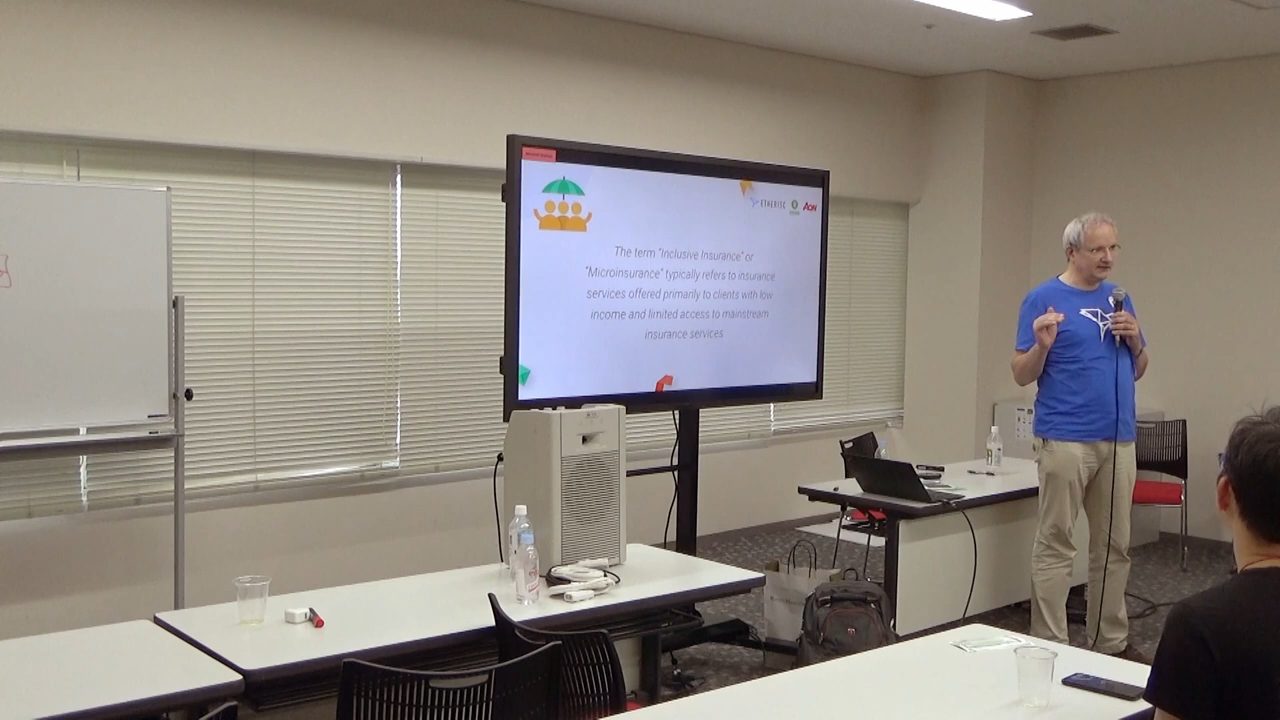 ETHERISC
AON
The term "Inclusive Insurance" or
"Microinsurance" typically refers to insurance
services offered primarily to clients with low
income and limited access to mainstream
insurance services